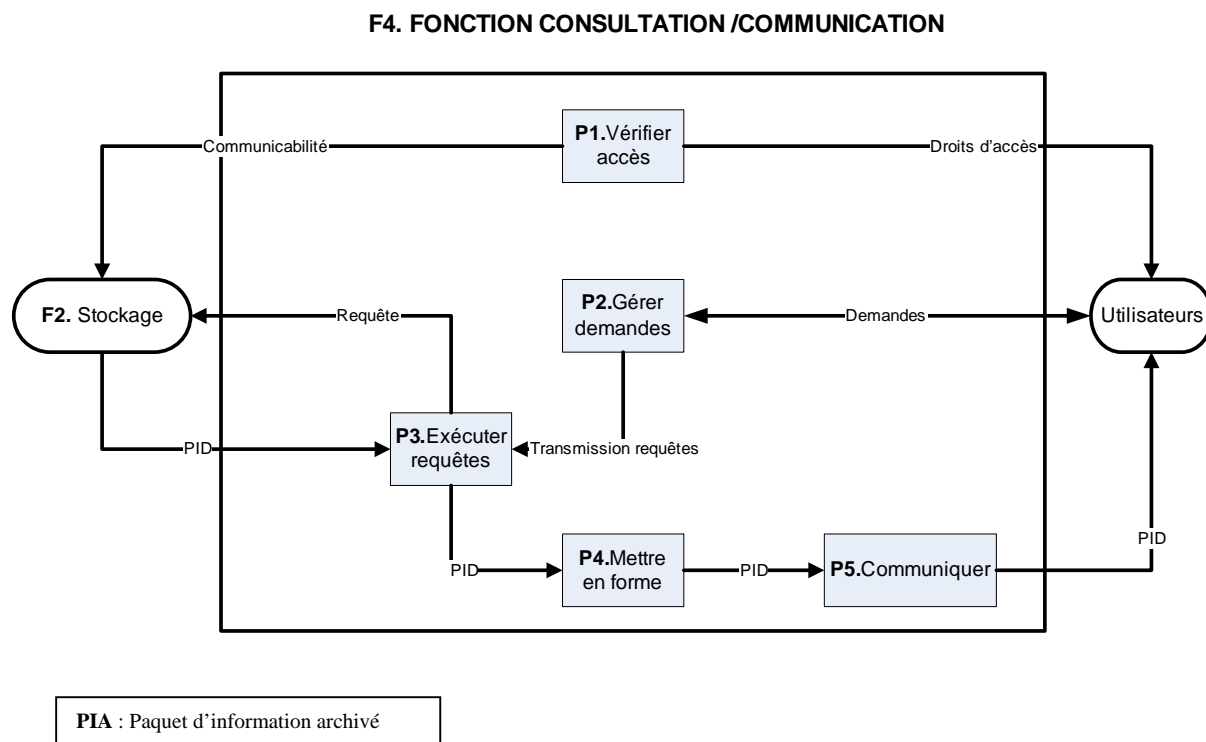 F4. FONCTION CONSULTATION /COMMUNICATION
P1.Vérifier
accès
Communicabilité
Droits d'accès
F2. Stockage
Requête
P2.Gérer
demandes
Demandes
Utilisateurs
PID
P3.Exécuter
requêtes
Transmission requêtes
PID
P4.Mettre
en forme
PID
P5.Communiquer
PID
PIA : Paquet d'information archivé